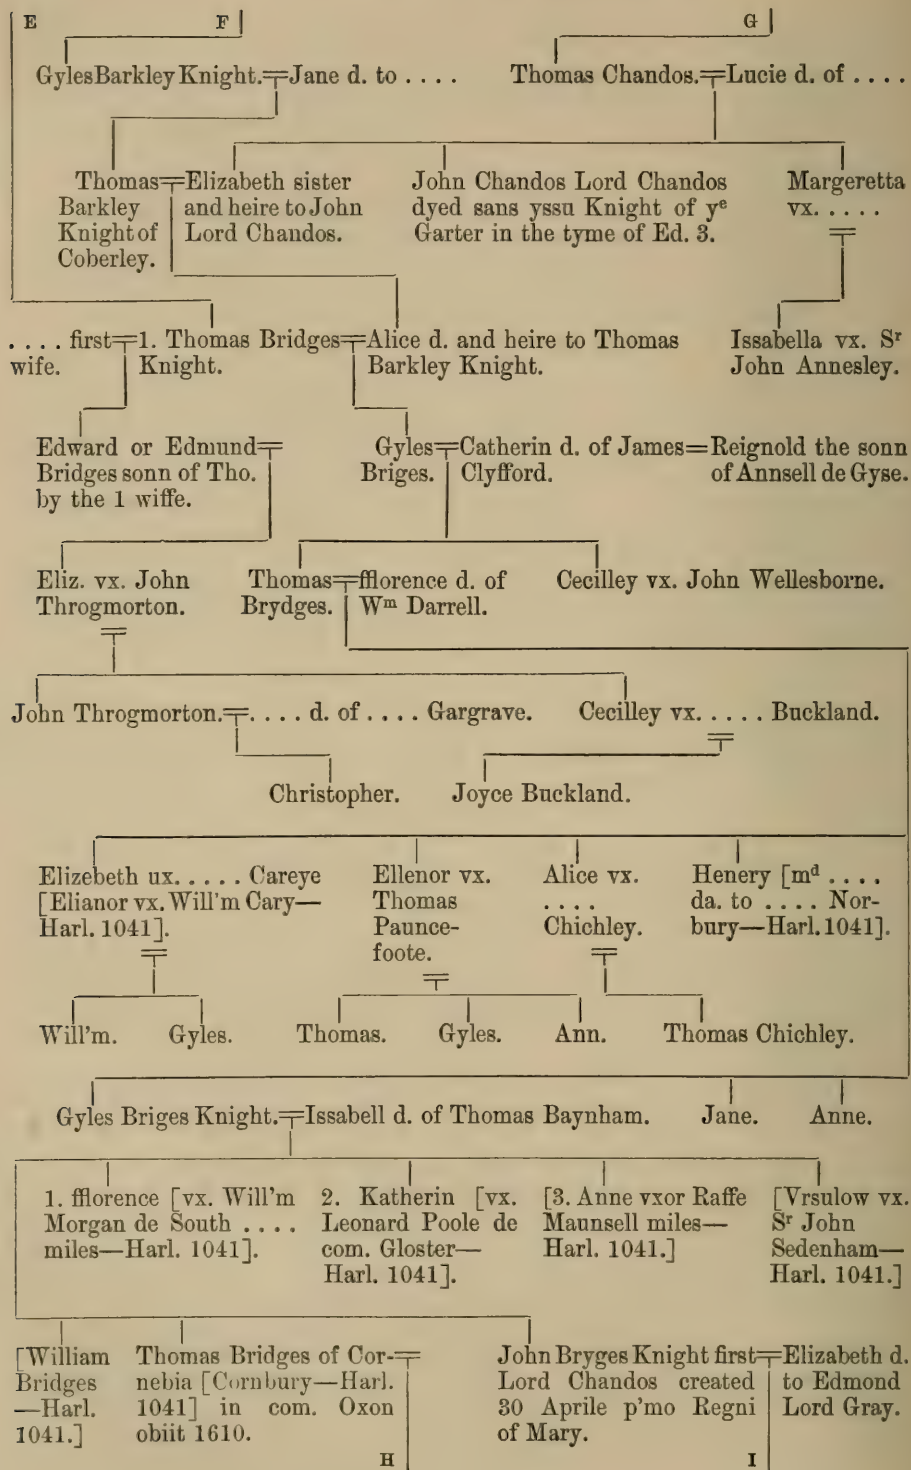 E F G
GylesBarkley Knight.=Jane d. to . . . . Thomas Chandos.=Lucie d. of . . . .
Thomas=Elizabeth sister John Chandos Lord Chandos Margeretta
Barkley and heire to John dyed sans yssu Knight of yᵉ vx. . . . .
Knight of Lord Chandos. Garter in the tyme of Ed. 3.
Coberley.
. . . . first=1. Thomas Bridges=Alice d. and heire to Thomas Issabella vx. Sʳ
wife. Knight. Barkley Knight. John Annesley.
Edward or Edmund= Gyles=Catherin d. of James=Reignold the sonn
Bridges sonn of Tho. Briges. Clyfford. of Annsell de Gyse.
by the 1 wiffe.
Eliz. vx. John Thomas=fflorence d. of Cecilley vx. John Wellesborne.
Throgmorton. Brydges. Wᵐ Darrell.
John Throgmorton.=. . . . d. of . . . . Gargrave. Cecilley vx. . . . . Buckland.
Christopher. Joyce Buckland.
Elizebeth ux. . . . . Careye Ellenor vx. Alice vx. Henery [mᵈ . . . .
[Elianor vx. Will'm Cary— Thomas . . . . da. to . . . . Nor-
Harl. 1041]. Paunce- Chichley. bury—Harl. 1041].
foote.
Will'm. Gyles. Thomas. Gyles. Ann. Thomas Chichley.
Gyles Briges Knight.=Issabell d. of Thomas Baynham. Jane. Anne.
1. fflorence [vx. Will'm 2. Katherin [vx. [3. Anne vxor Raffe [Vrsulow vx.
Morgan de South . . . . Leonard Poole de Maunsell miles— Sʳ John
miles—Harl. 1041]. com. Gloster— Harl. 1041.] Sedenham—
Harl. 1041]. Harl. 1041.]
[William Thomas Bridges of Cor-= John Bryges Knight first=Elizabeth d.
Bridges nebia [Cornbury—Harl. Lord Chandos created to Edmond
—Harl. 1041] in com. Oxon 30 Aprile p'mo Regni Lord Gray.
1041.] obiit 1610. of Mary.
H I